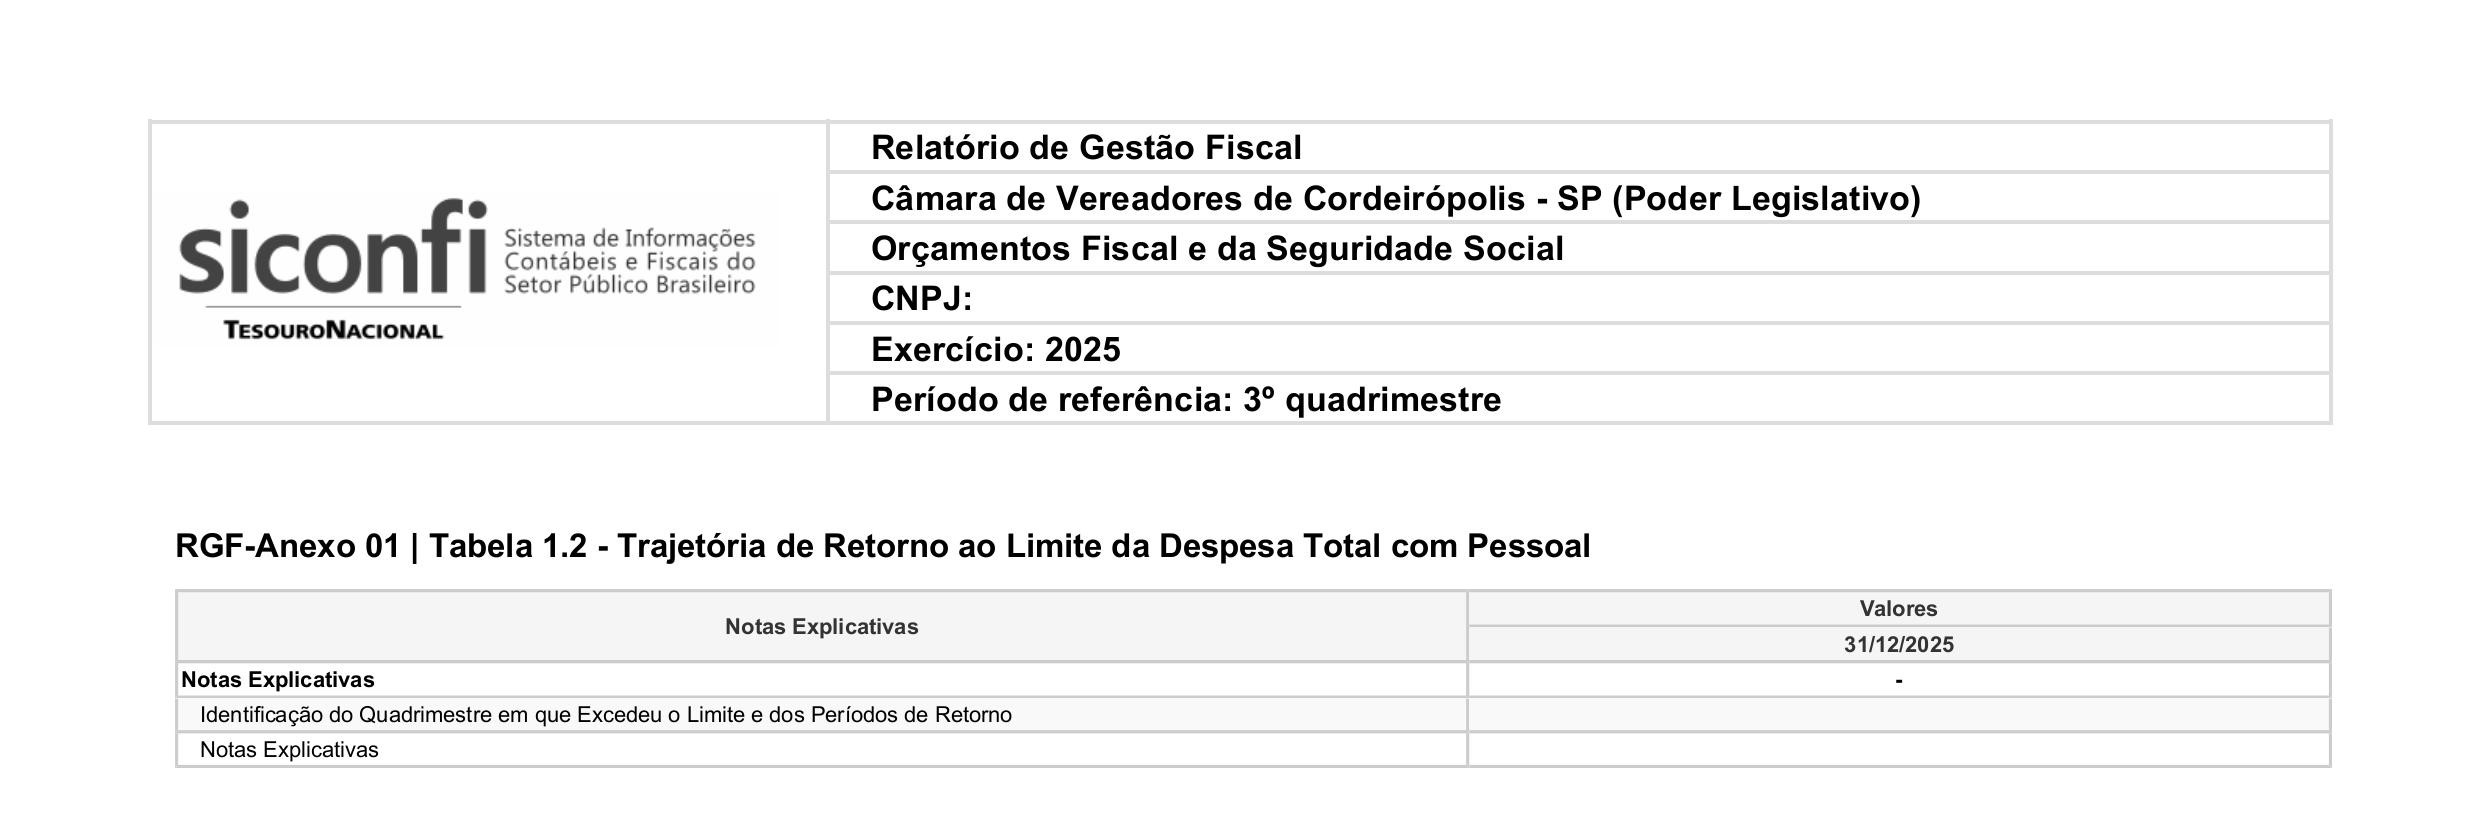 siconfi
Sistema de Informações
Contábeis e Fiscais do
Setor Público Brasileiro
TESOURONACIONAL
Relatório de Gestão Fiscal
Câmara de Vereadores de Cordeirópolis - SP (Poder Legislativo)
Orçamentos Fiscal e da Seguridade Social
CNPJ:
Exercício: 2025
Período de referência: 3º quadrimestre
RGF-Anexo 01 | Tabela 1.2 - Trajetória de Retorno ao Limite da Despesa Total com Pessoal
Notas Explicativas
Valores
31/12/2025
Notas Explicativas -
Identificação do Quadrimestre em que Excedeu o Limite e dos Períodos de Retorno
Notas Explicativas